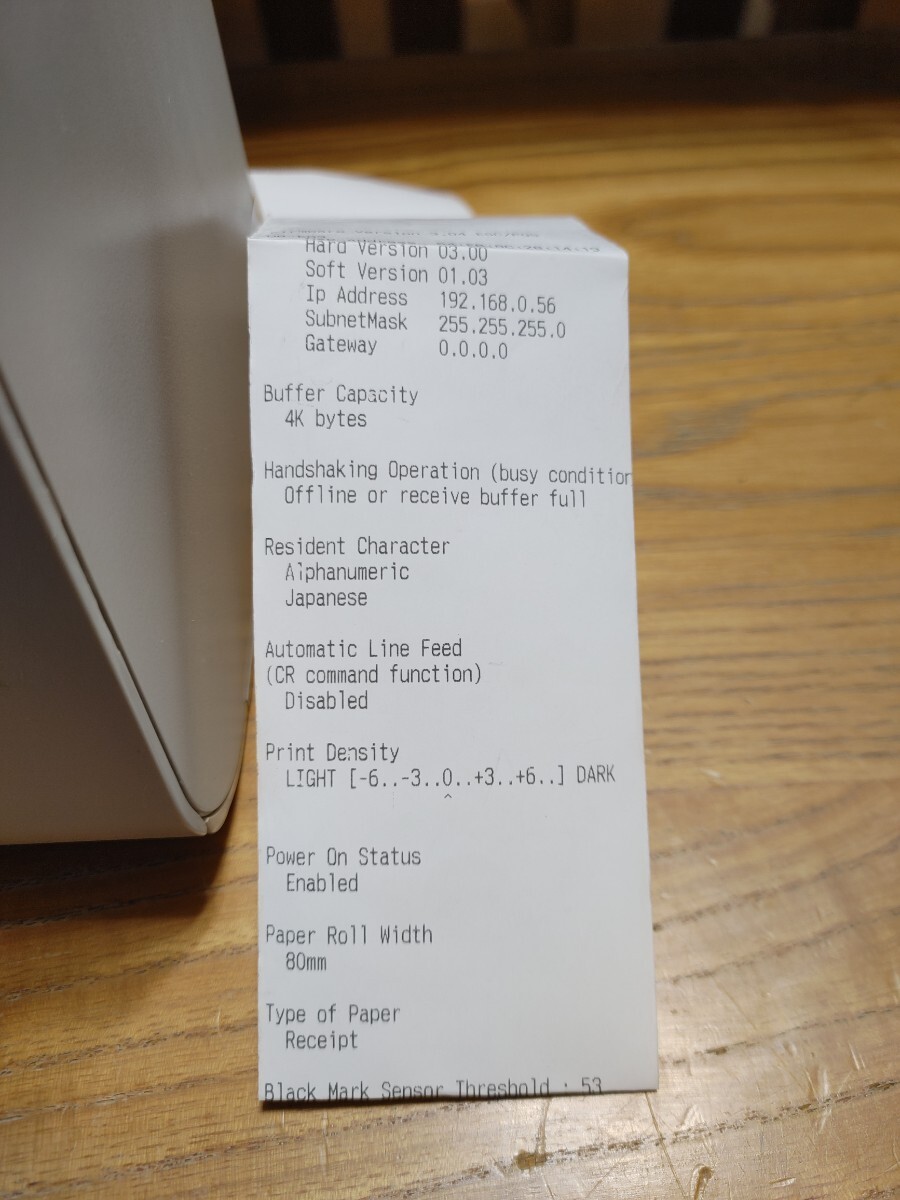 Hard Version 03.00
Soft Version 01.03
Ip Address 192.168.0.56
SubnetMask 255.255.255.0
Gateway 0.0.0.0
Buffer Capacity
4K bytes
Handshaking Operation (busy condition
Offline or receive buffer full
Resident Character
Alphanumeric
Japanese
Automatic Line Feed
(CR command function)
Disabled
Print Density
LIGHT [-6..-3..0..+3..+6..] DARK
^
Power On Status
Enabled
Paper Roll Width
80mm
Type of Paper
Receipt
Black Mark Sensor Threshold : 53